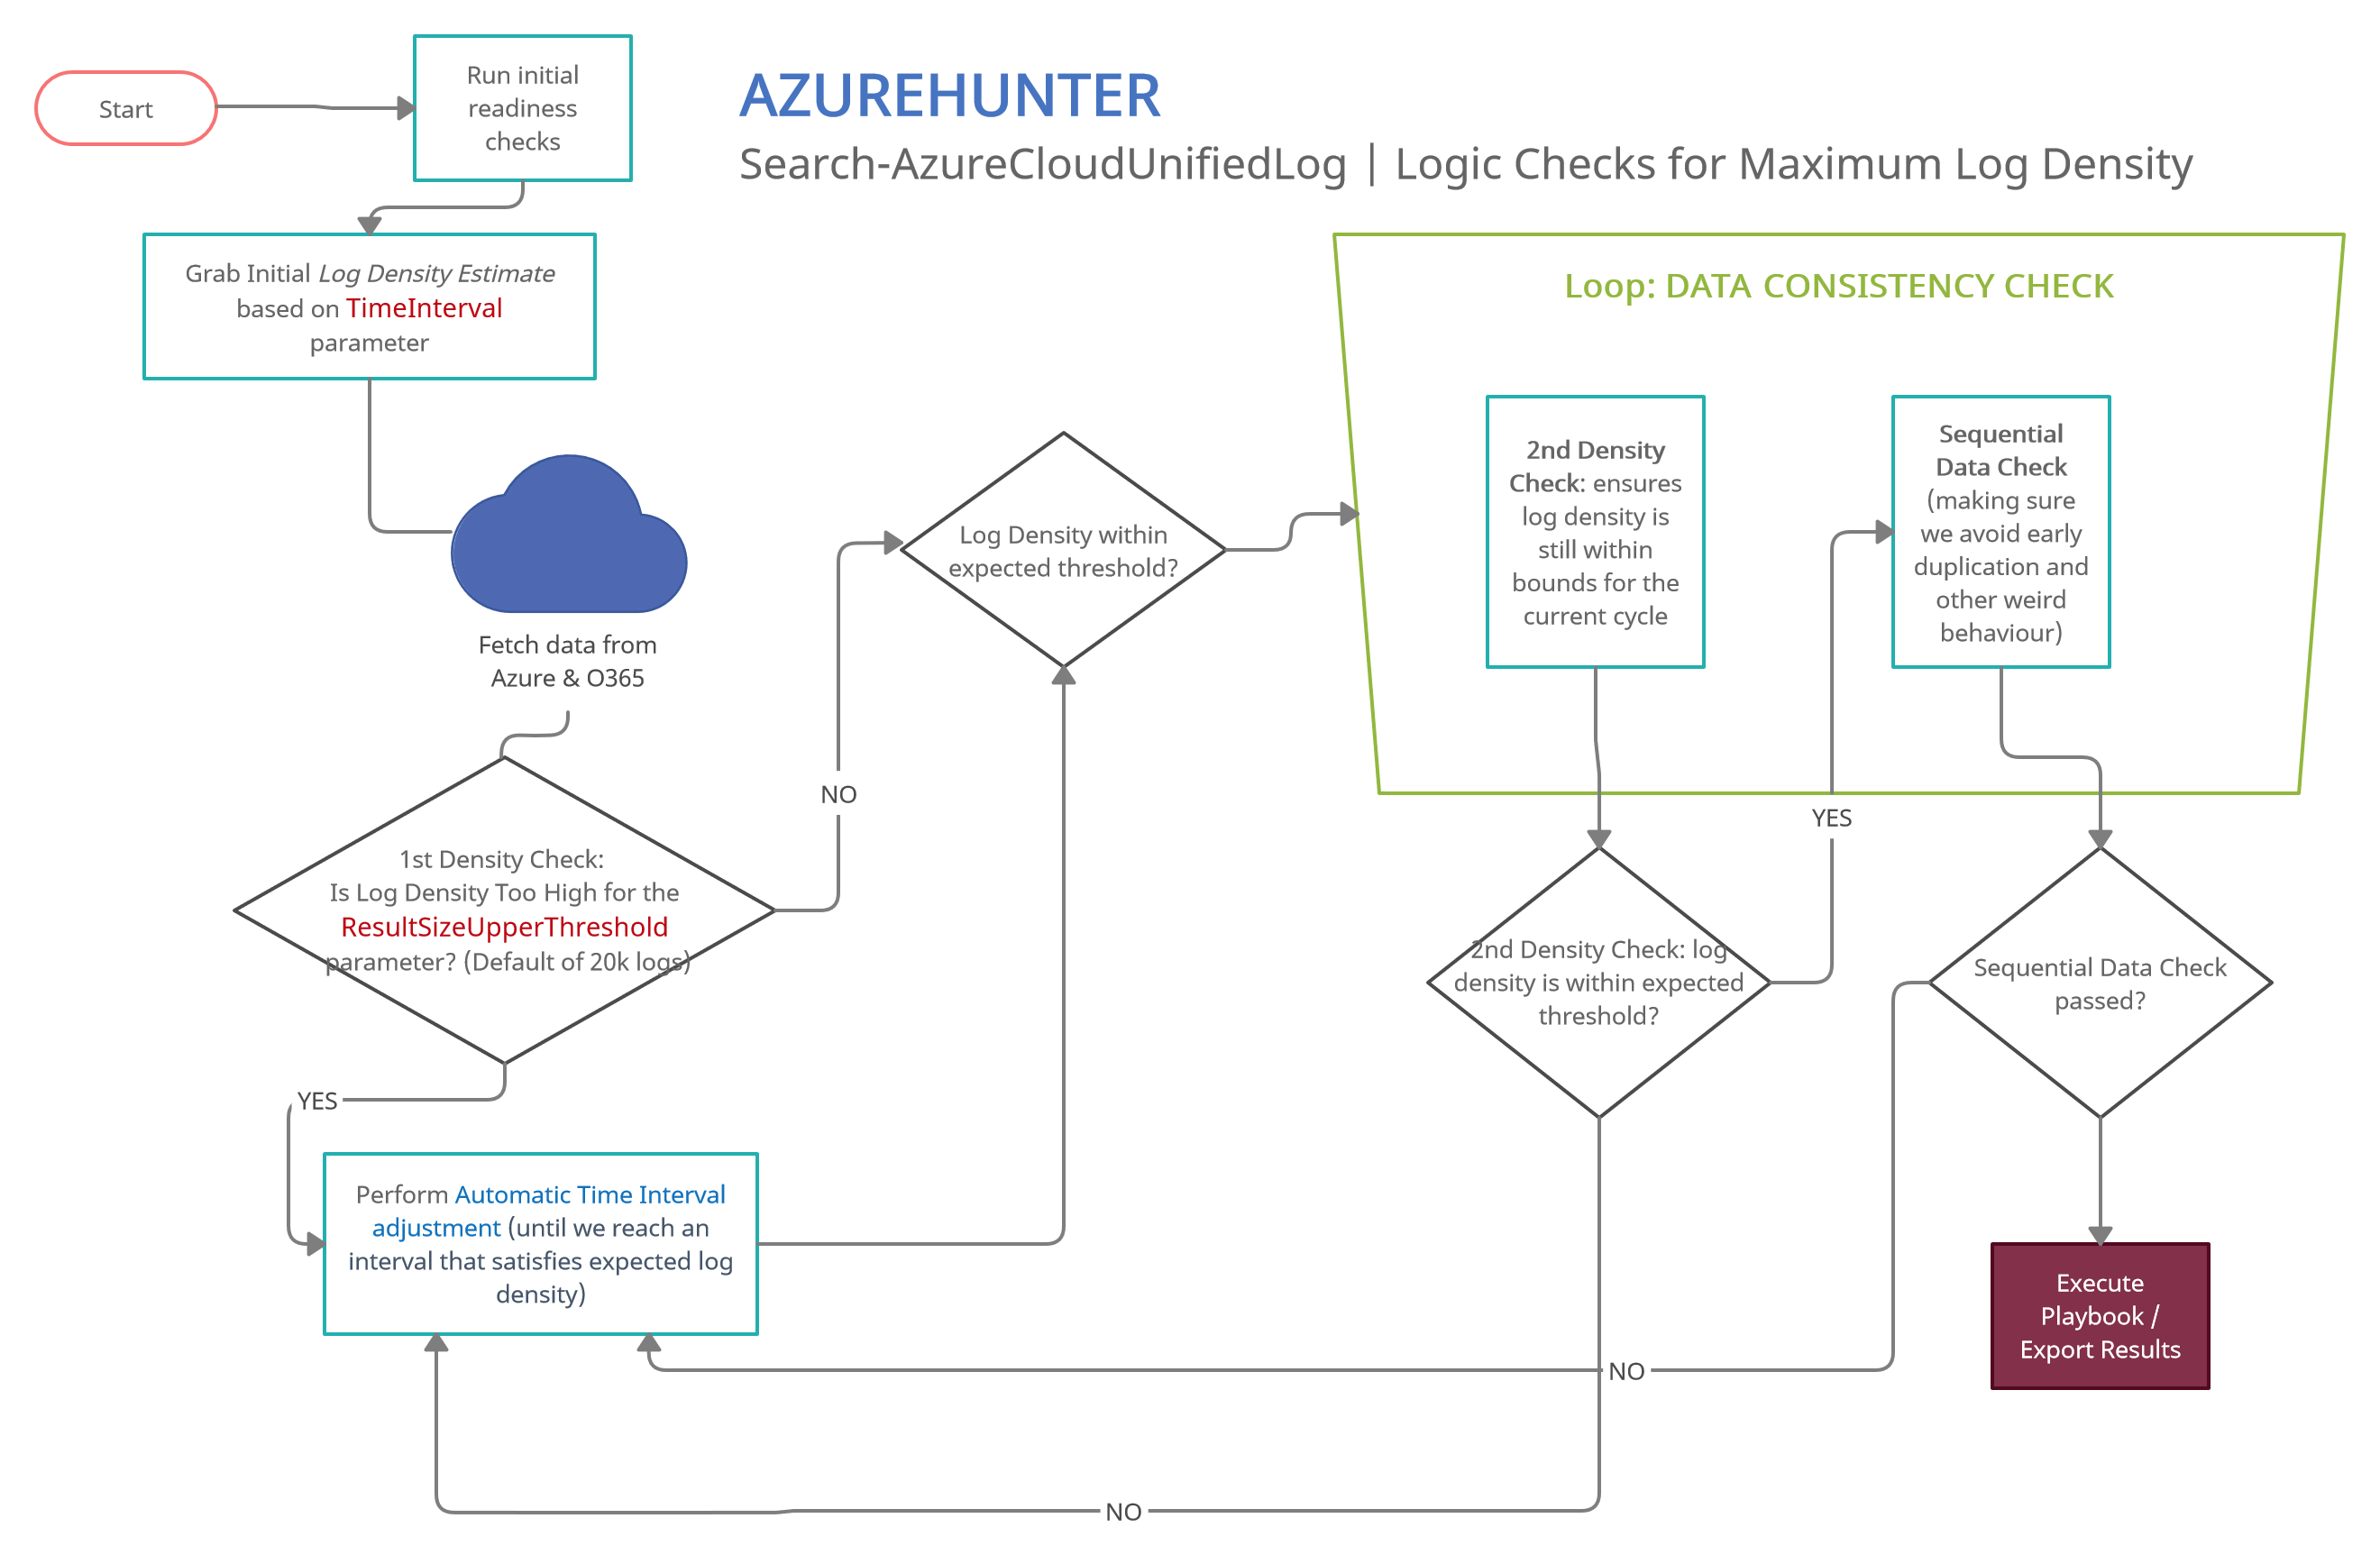 Start
Run initial
readiness
checks
AZUREHUNTER
Search-AzureCloudUnifiedLog | Logic Checks for Maximum Log Density
Grab Initial Log Density Estimate
based on TimeInterval
parameter
Fetch data from
Azure & O365
1st Density Check:
Is Log Density Too High for the
ResultSizeUpperThreshold
parameter? (Default of 20k logs)
YES
NO
Perform Automatic Time Interval
adjustment (until we reach an
interval that satisfies expected log
density)
Log Density within
expected threshold?
Loop: DATA CONSISTENCY CHECK
2nd Density
Check: ensures
log density is
still within
bounds for the
current cycle
Sequential
Data Check
(making sure
we avoid early
duplication and
other weird
behaviour)
YES
2nd Density Check: log
density is within expected
threshold?
Sequential Data Check
passed?
Execute
Playbook /
Export Results
NO
NO